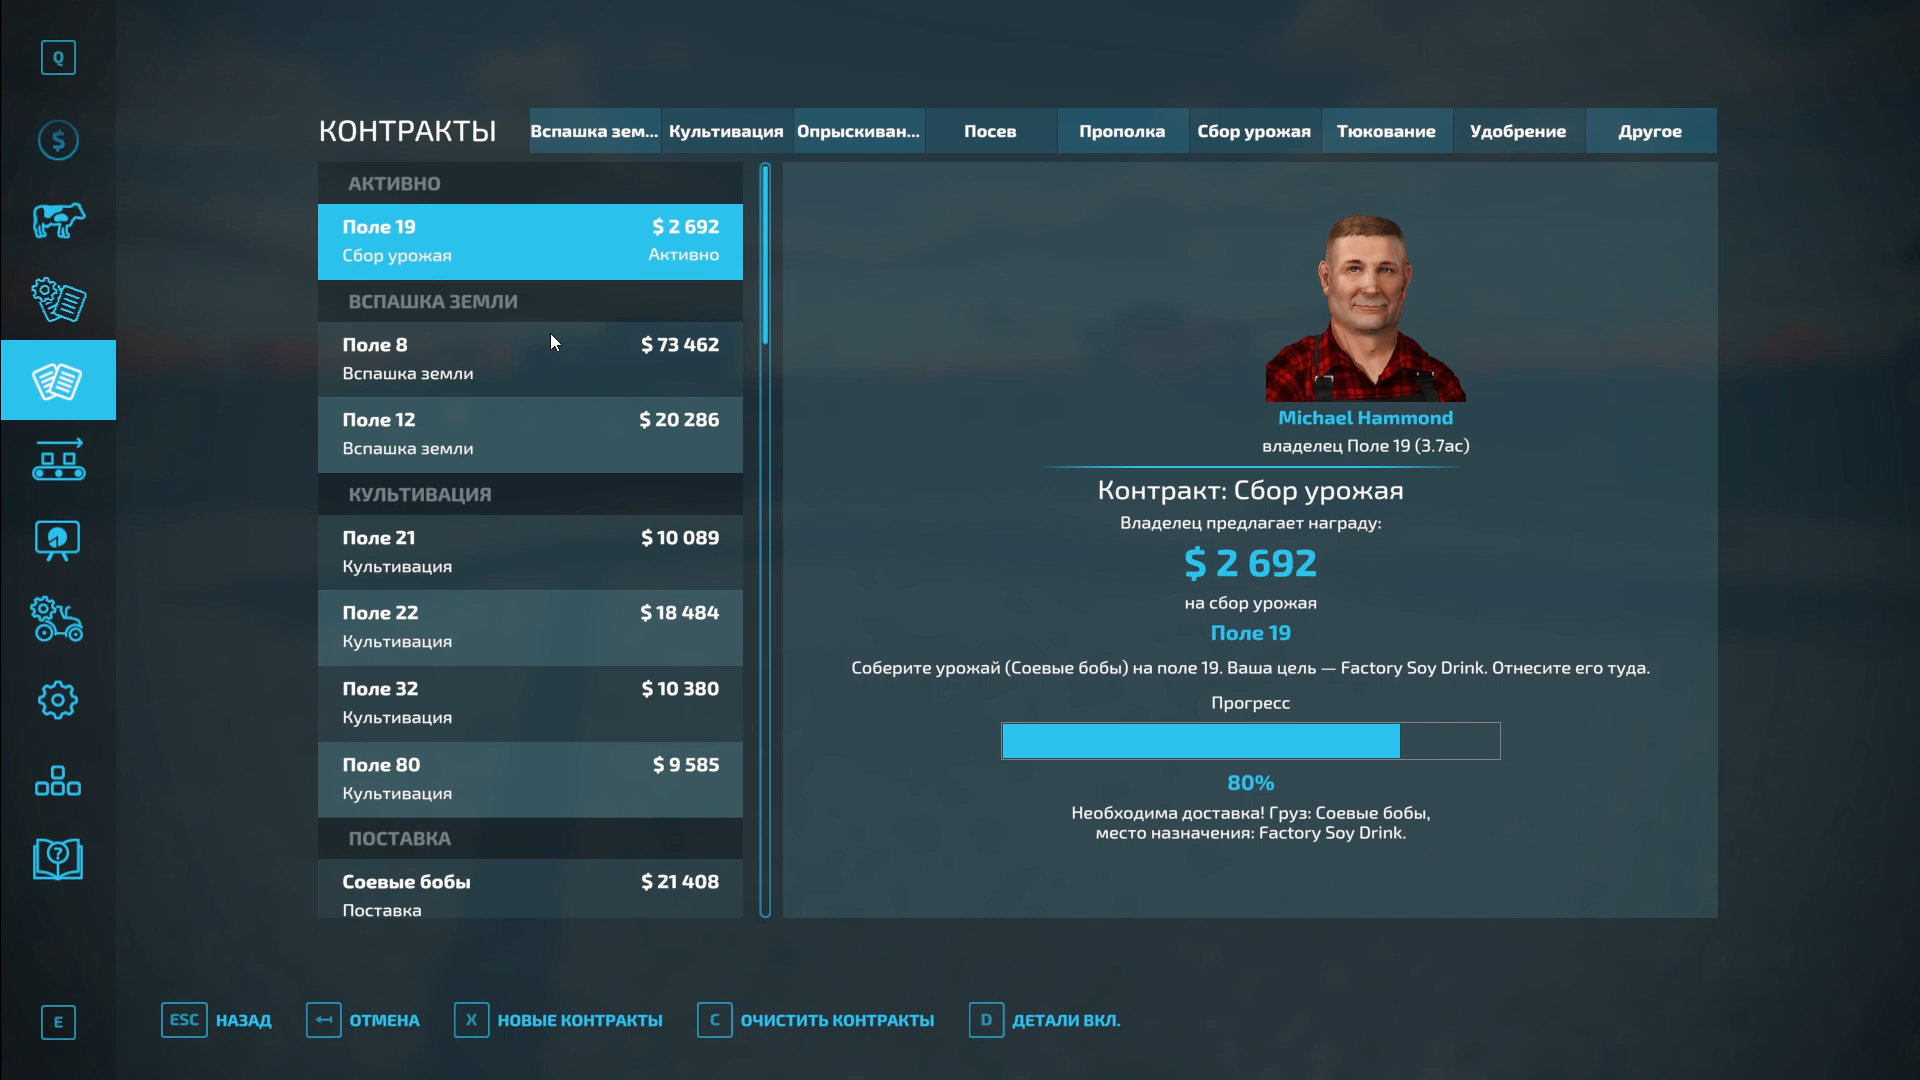 Q
КОНТРАКТЫ
Вспашка зем... Культивация Опрыскиван... Посев Прополка Сбор урожая Тюкование Удобрение Другое
АКТИВНО
Поле 19 $ 2 692
Сбор урожая Активно
ВСПАШКА ЗЕМЛИ
Поле 8 $ 73 462
Вспашка земли
Поле 12 $ 20 286
Вспашка земли
КУЛЬТИВАЦИЯ
Поле 21 $ 10 089
Культивация
Поле 22 $ 18 484
Культивация
Поле 32 $ 10 380
Культивация
Поле 80 $ 9 585
Культивация
ПОСТАВКА
Соевые бобы $ 21 408
Поставка
Michael Hammond
владелец Поле 19 (3.7ac)
Контракт: Сбор урожая
Владелец предлагает награду:
$ 2 692
на сбор урожая
Поле 19
Соберите урожай (Соевые бобы) на поле 19. Ваша цель — Factory Soy Drink. Отнесите его туда.
Прогресс
80%
Необходима доставка! Груз: Соевые бобы,
место назначения: Factory Soy Drink.
E
ESC НАЗАД ОТМЕНА X НОВЫЕ КОНТРАКТЫ C ОЧИСТИТЬ КОНТРАКТЫ D ДЕТАЛИ ВКЛ.